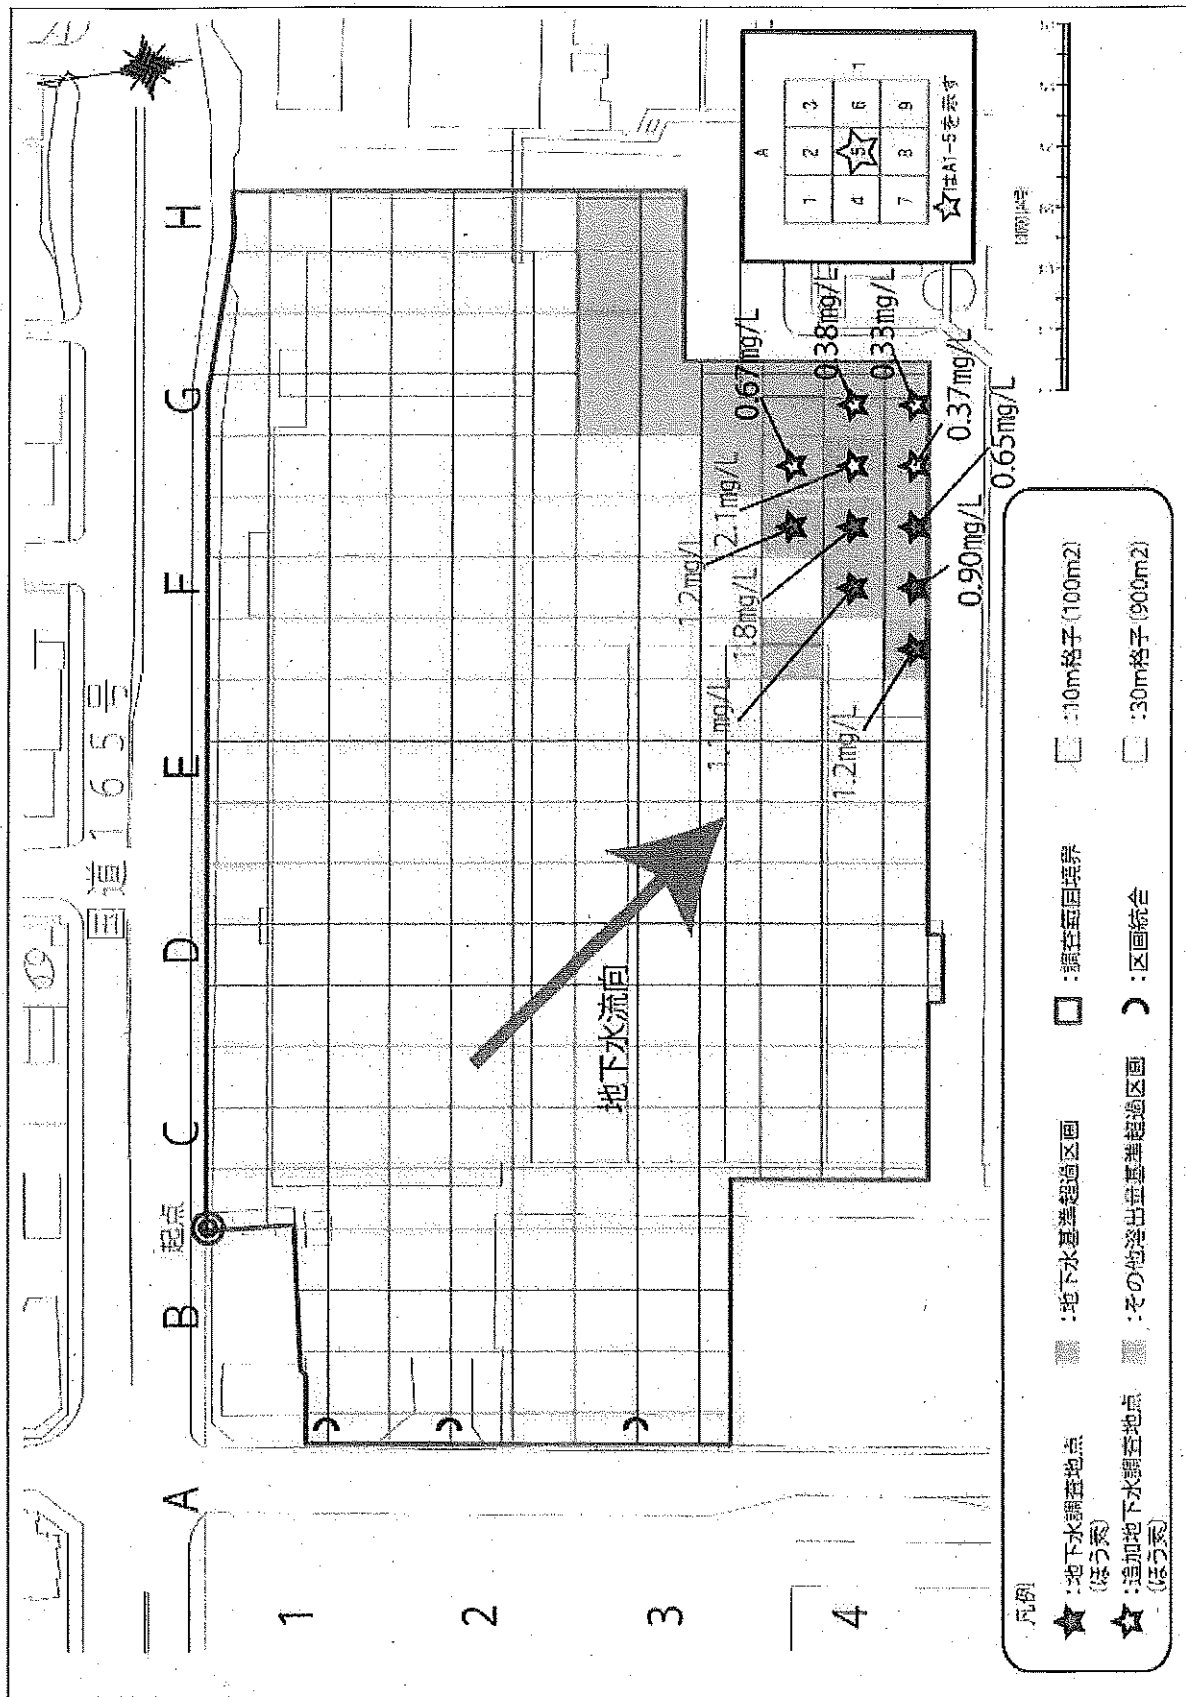 国道165号
起点
A
B
C
D
E
F
G
H
1
2
3
4
地下水流向
0.67mg/L
0.38mg/L
0.33mg/L
2.1mg/L
0.37mg/L
1.2mg/L
1.8mg/L
0.65mg/L
1.1mg/L
0.90mg/L
1.2mg/L
A
1 2 3
4 5 6 1
7 8 9
はA1-5を示す
凡例
:地下水調査地点
(ほう素)
:地下水基準超過区画
:調査範囲境界
:10m格子(100m2)
:追加地下水調査地点
(ほう素)
:その他溶出量基準超過区画
:区画統合
:30m格子(900m2)